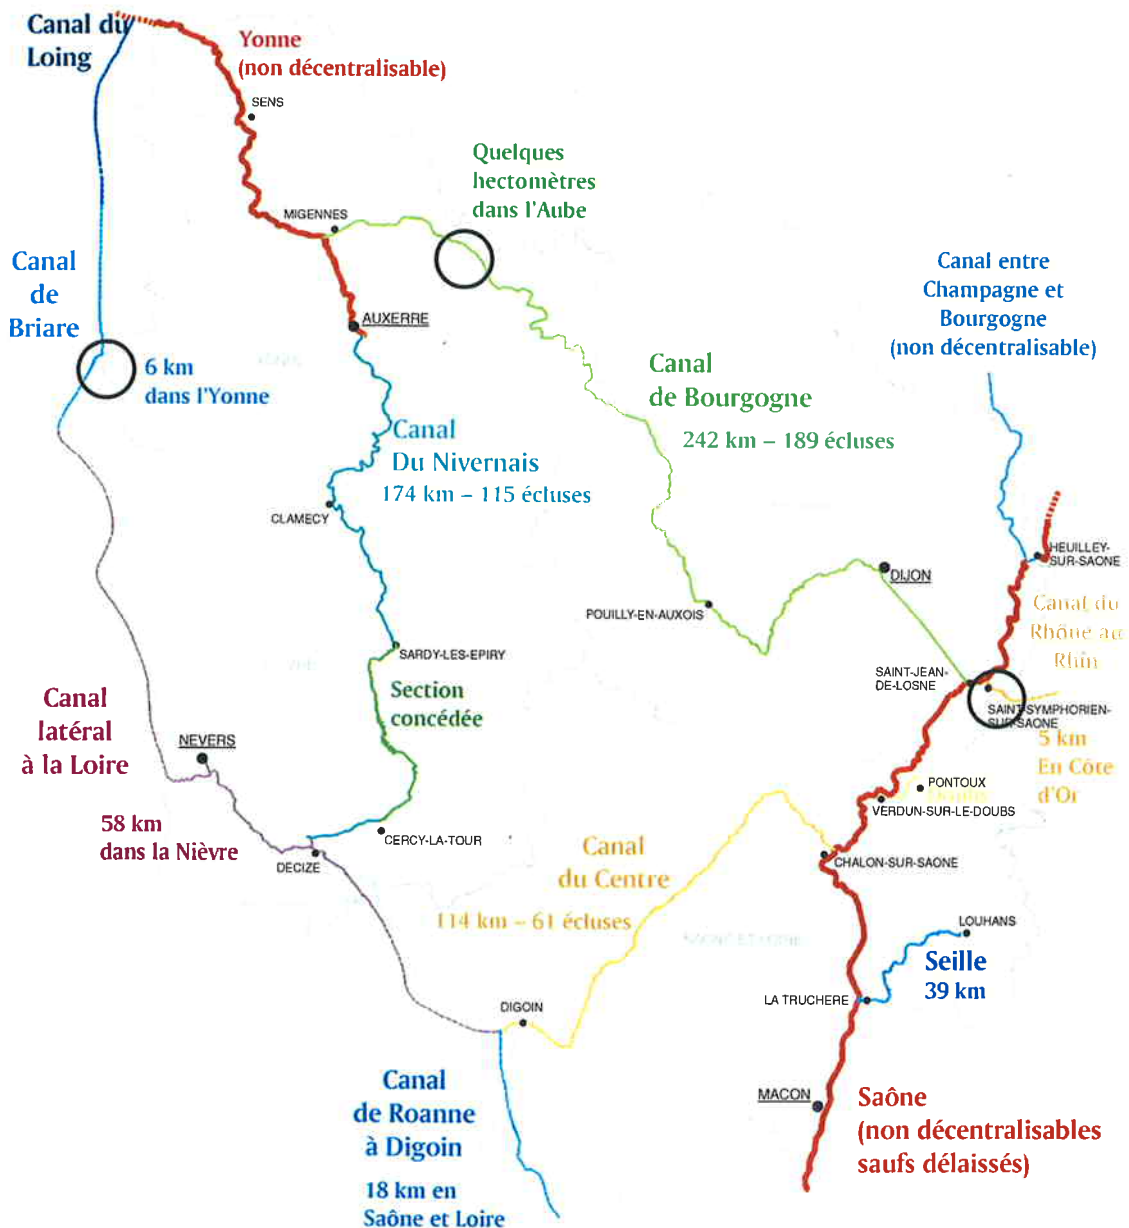 Canal du
Loing
Yonne
(non décentralisable)
SENS
Quelques
hectomètres
dans l'Aube
MIGENNES
Canal
de
Briare
Canal entre
Champagne et
Bourgogne
(non décentralisable)
AUXERRE
6 km
dans l'Yonne
Canal
de Bourgogne
242 km – 189 écluses
Canal
Du Nivernais
174 km – 115 écluses
CLAMECY
HEUILLEY-
SUR-SAONE
DIJON
POUILLY-EN-AUXOIS
Canal du
Rhône au
Rhin
SARDY-LES-EPIRY
SAINT-JEAN-
DE-LOSNE
Section
concédée
SAINT-SYMPHORIEN-
SUR-SAONE
Canal
latéral
à la Loire
NEVERS
5 km
En Côte
d'Or
PONTOUX
VERDUN-SUR-LE-DOUBS
58 km
dans la Nièvre
CERCY-LA-TOUR
DECIZE
Canal
du Centre
114 km – 61 écluses
CHALON-SUR-SAONE
SAONE ET LOIRE
LOUHANS
Seille
39 km
LA TRUCHERE
DIGOIN
Canal
de Roanne
à Digoin
18 km en
Saône et Loire
MACON
Saône
(non décentralisables
saufs délaissés)